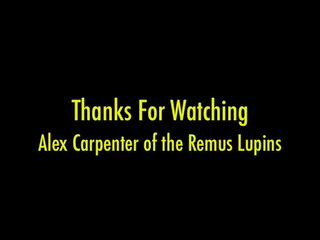 Thanks For Watching
Alex Carpenter of the Remus Lupins